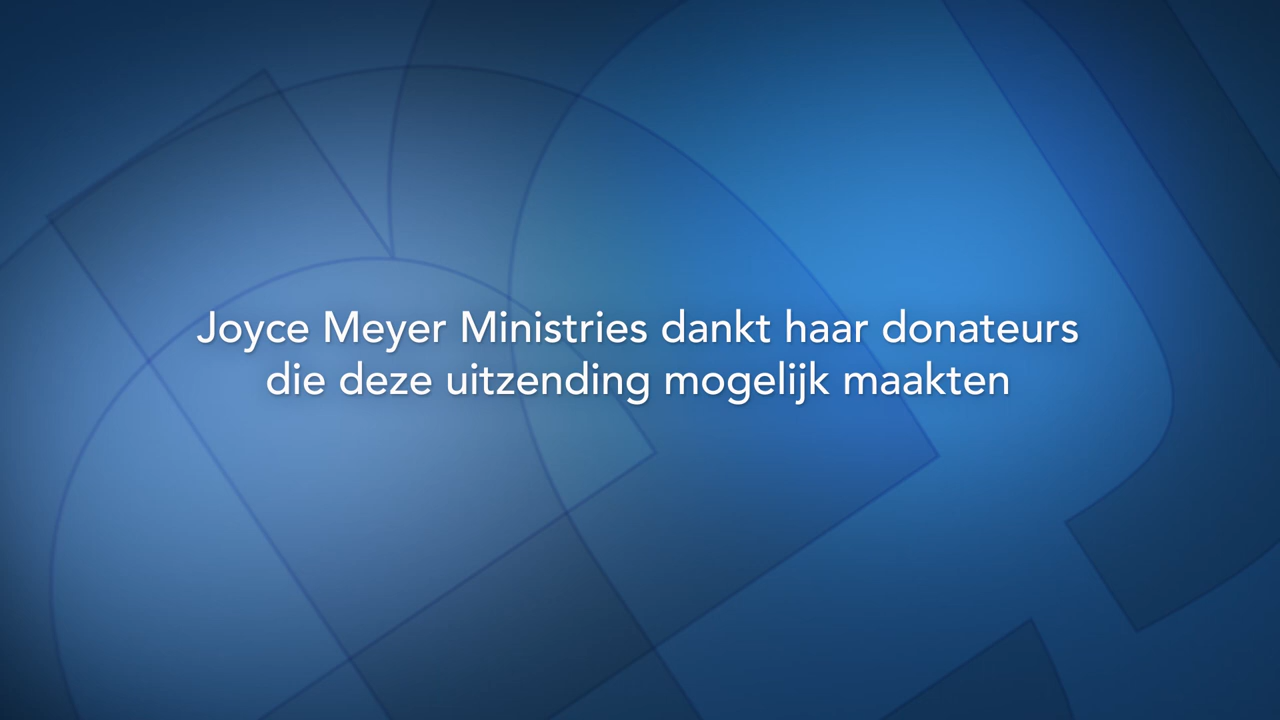 Joyce Meyer Ministries dankt haar donateurs
die deze uitzending mogelijk maakten